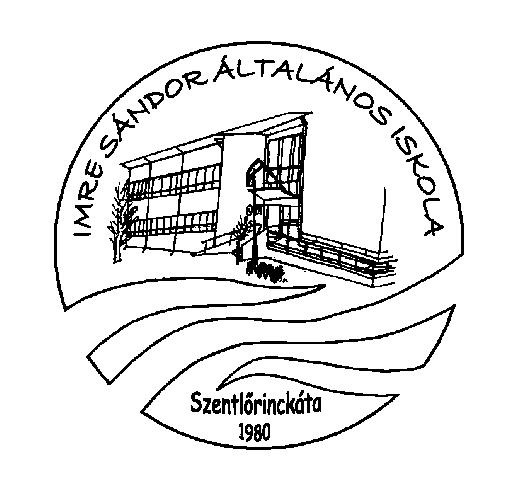 IMRE SÁNDOR ÁLTALÁNOS ISKOLA
Szentlőrinckáta
1980